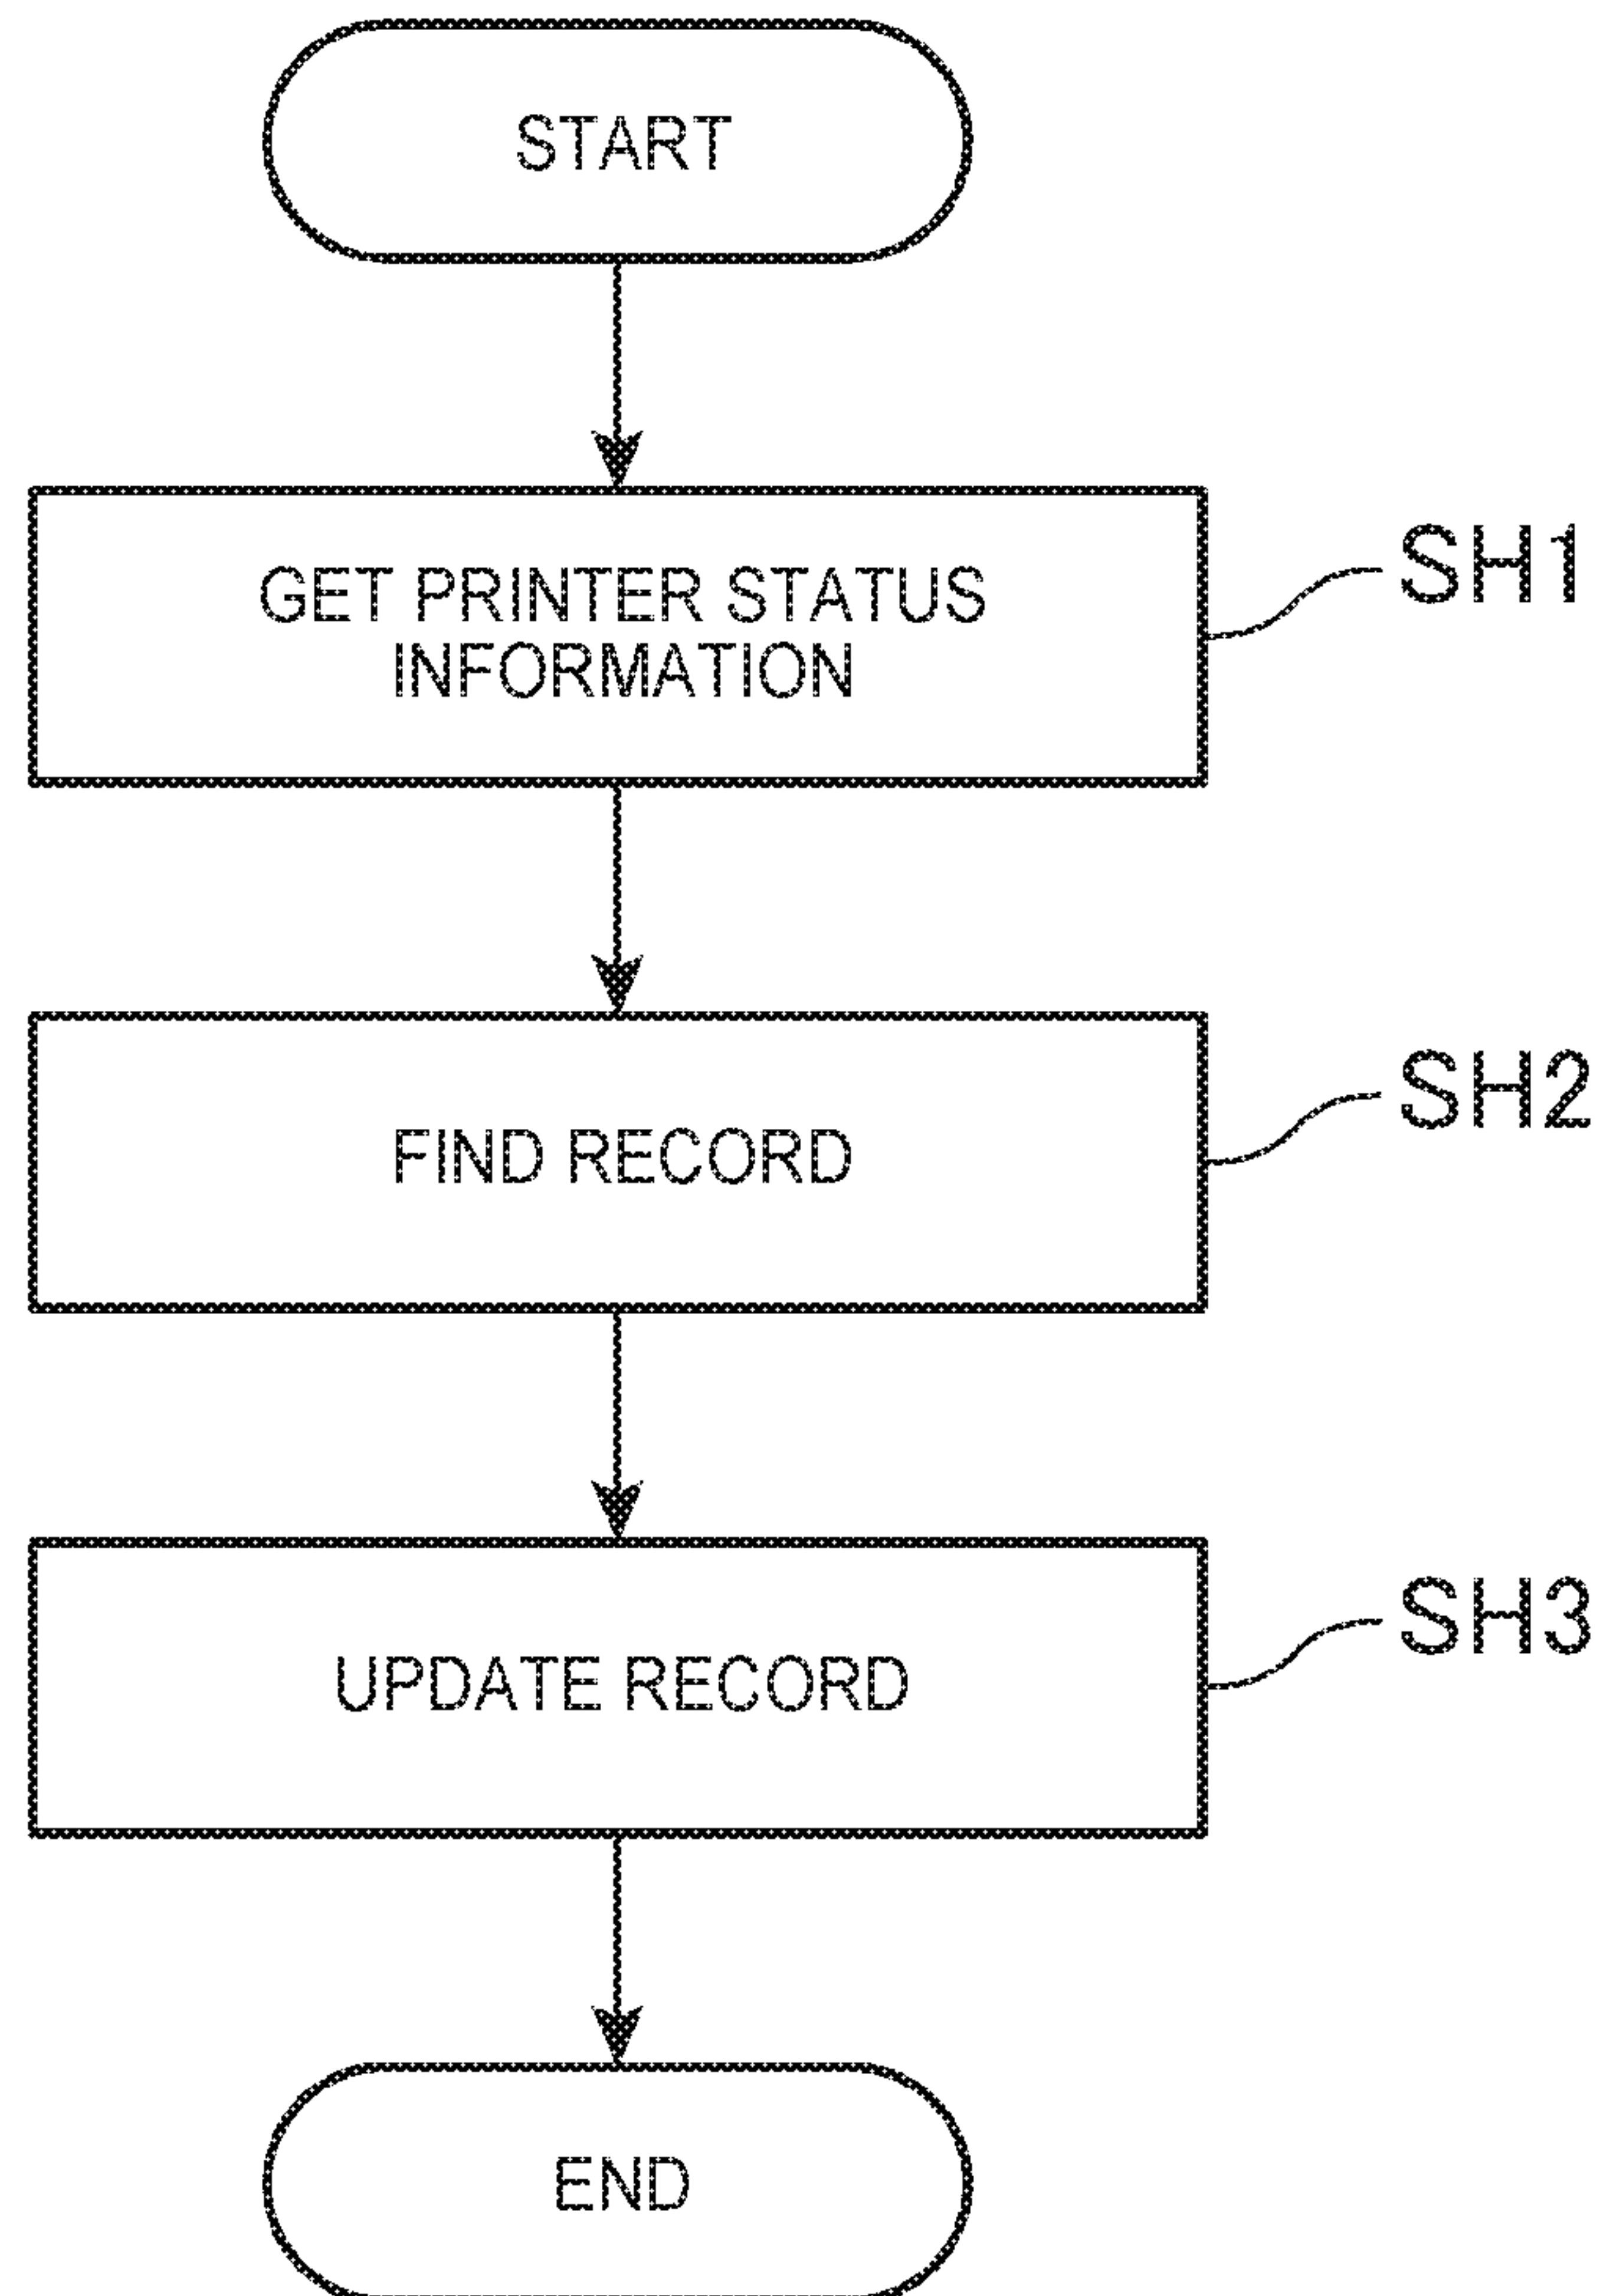 START
GET PRINTER STATUS
INFORMATION
SH1
FIND RECORD
SH2
UPDATE RECORD
SH3
END